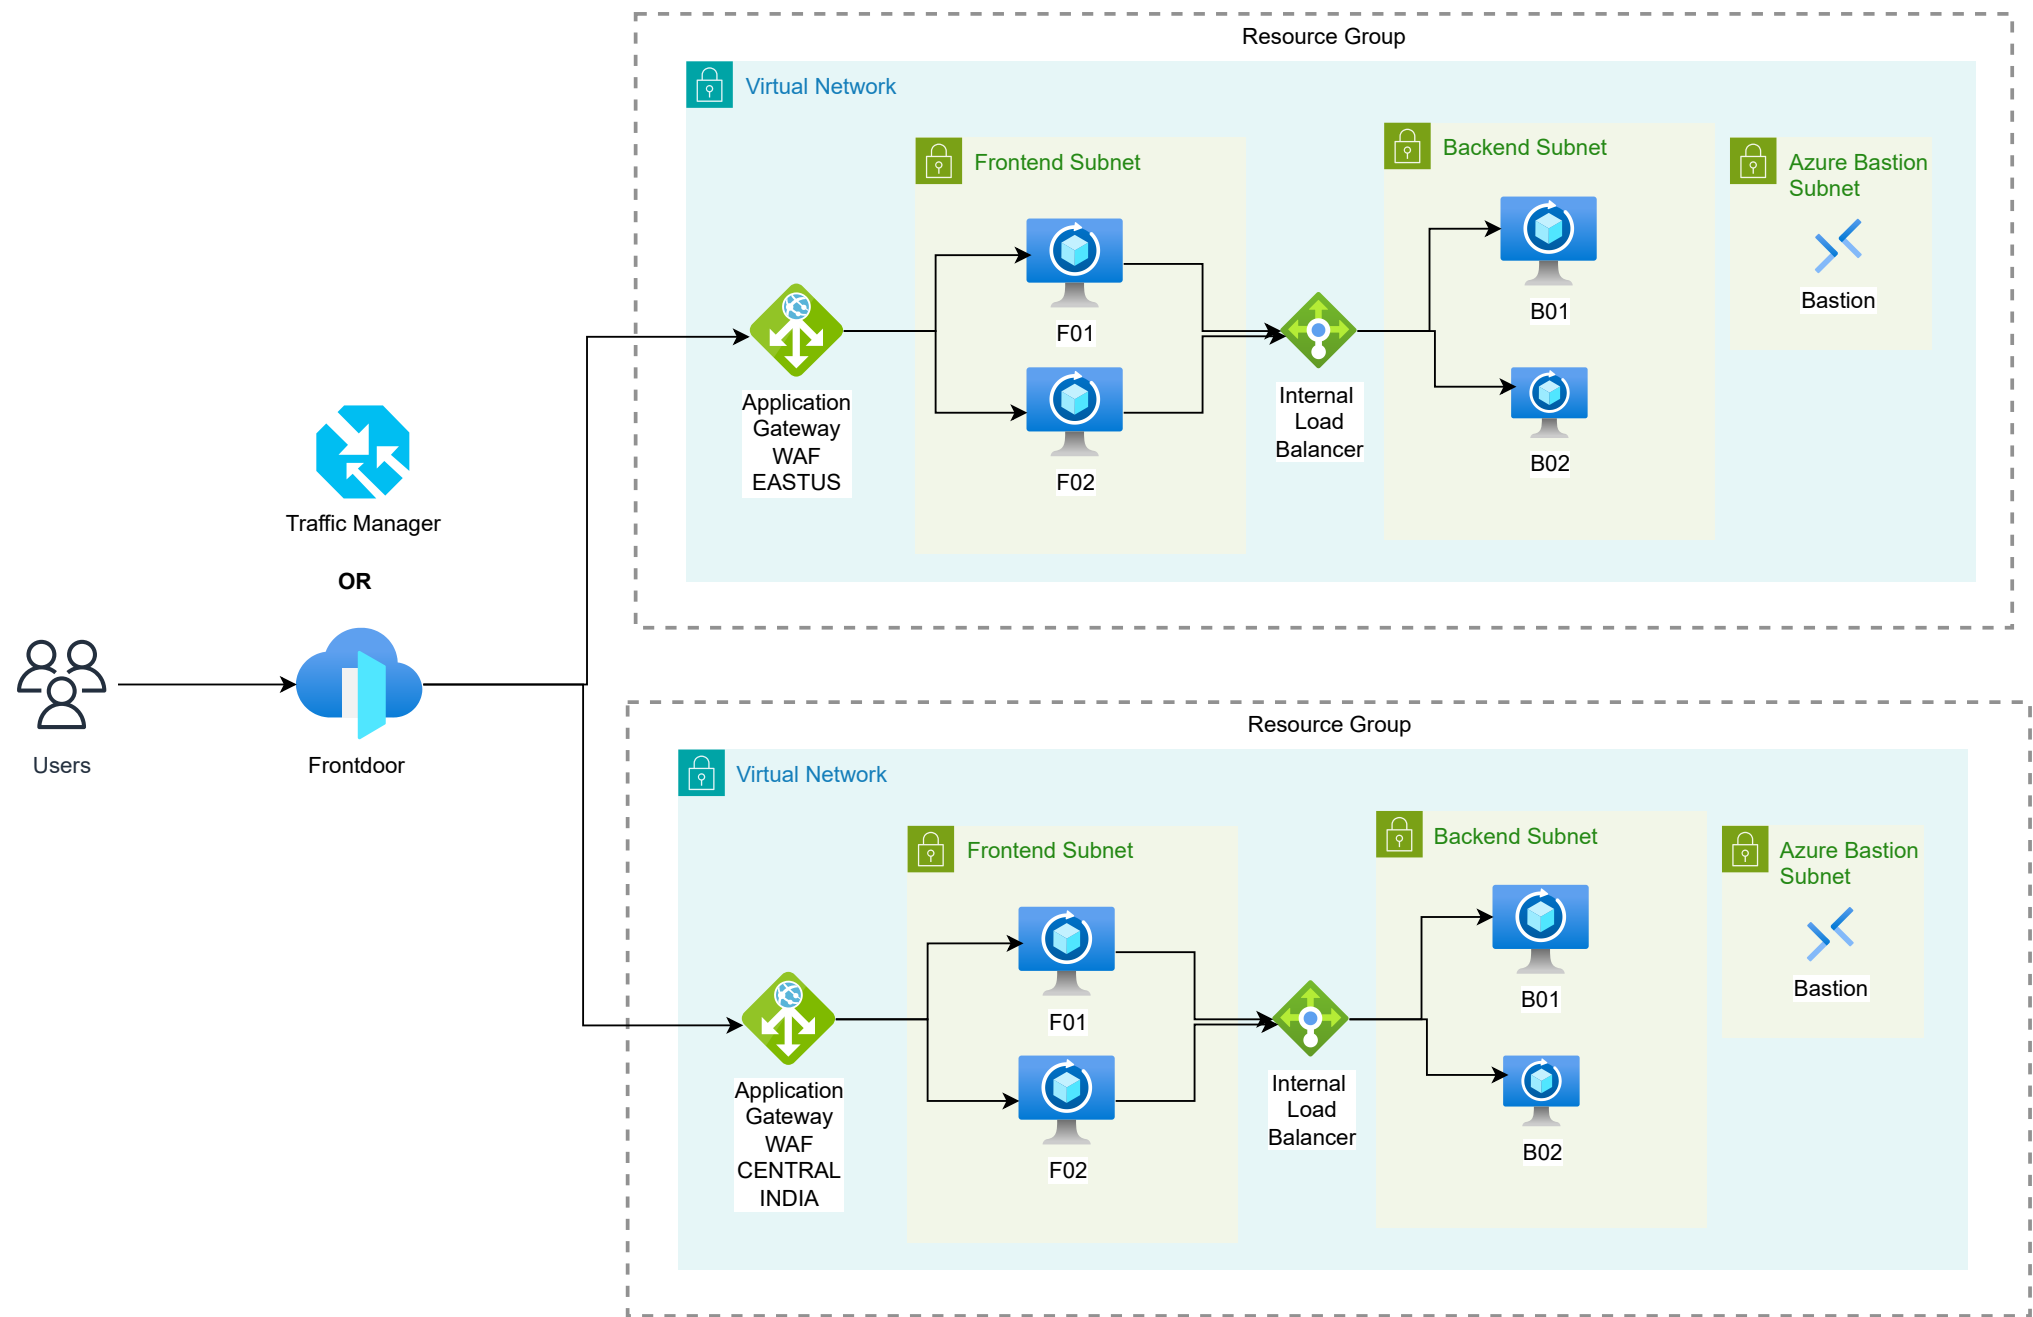 Resource Group
Virtual Network
Frontend Subnet
Backend Subnet
Azure Bastion
Subnet
F01
F02
B01
B02
Bastion
Application
Gateway
WAF
EASTUS
Internal
Load
Balancer
Traffic Manager
OR
Users
Frontdoor
Resource Group
Virtual Network
Frontend Subnet
Backend Subnet
Azure Bastion
Subnet
F01
F02
B01
B02
Bastion
Application
Gateway
WAF
CENTRAL
INDIA
Internal
Load
Balancer